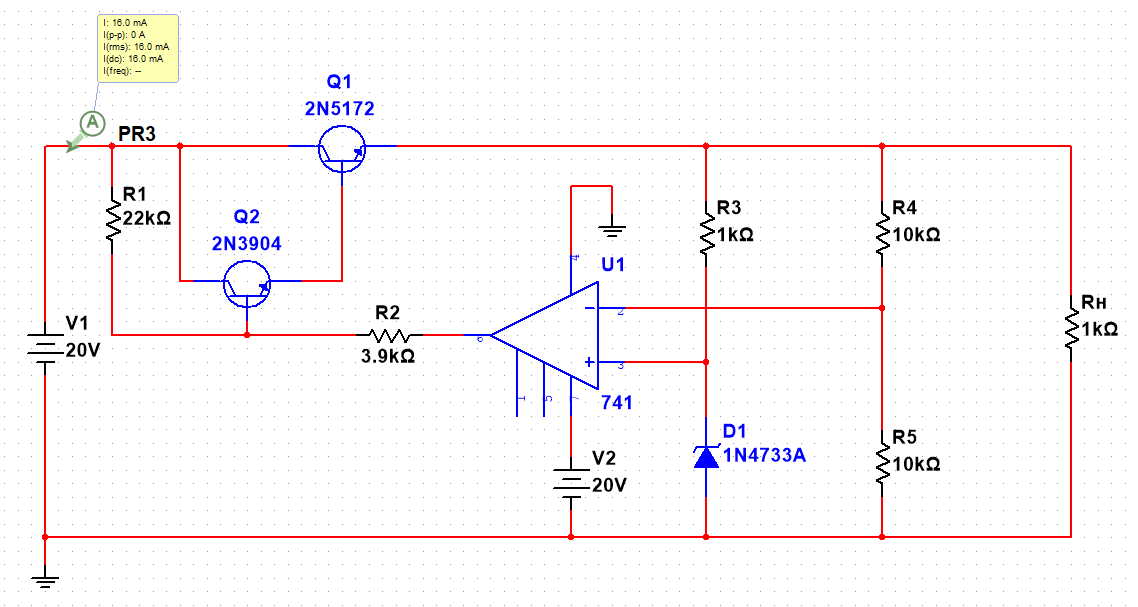 I: 16.0 mA
I(p-p): 0 A
I(rms): 16.0 mA
I(dc): 16.0 mA
I(freq): --
A
PR3
Q1
2N5172
R1
22kΩ
Q2
2N3904
R3
1kΩ
R4
10kΩ
4
U1
RH
1kΩ
R2
3.9kΩ
V1
20V
2
6
3
1
5
7
741
D1
1N4733A
R5
10kΩ
V2
20V